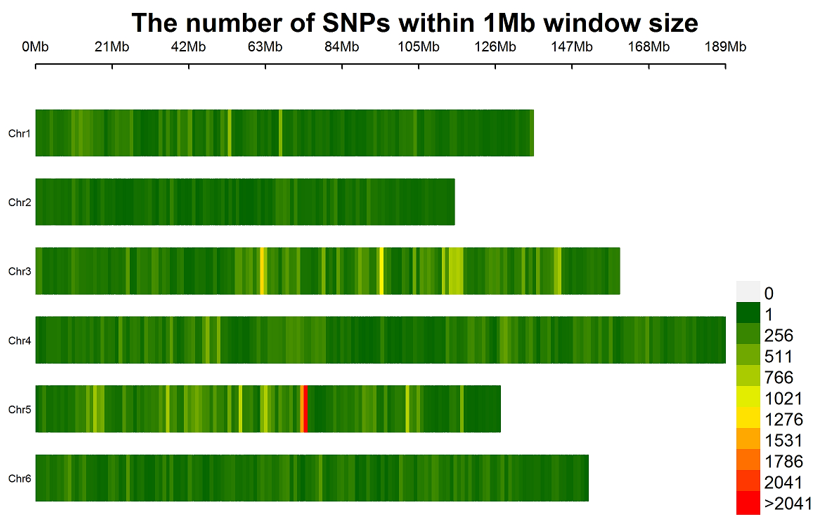 The number of SNPs within 1Mb window size
0Mb 21Mb 42Mb 63Mb 84Mb 105Mb 126Mb 147Mb 168Mb 189Mb
Chr1
Chr2
Chr3
Chr4
Chr5
Chr6
0
1
256
511
766
1021
1276
1531
1786
2041
>2041